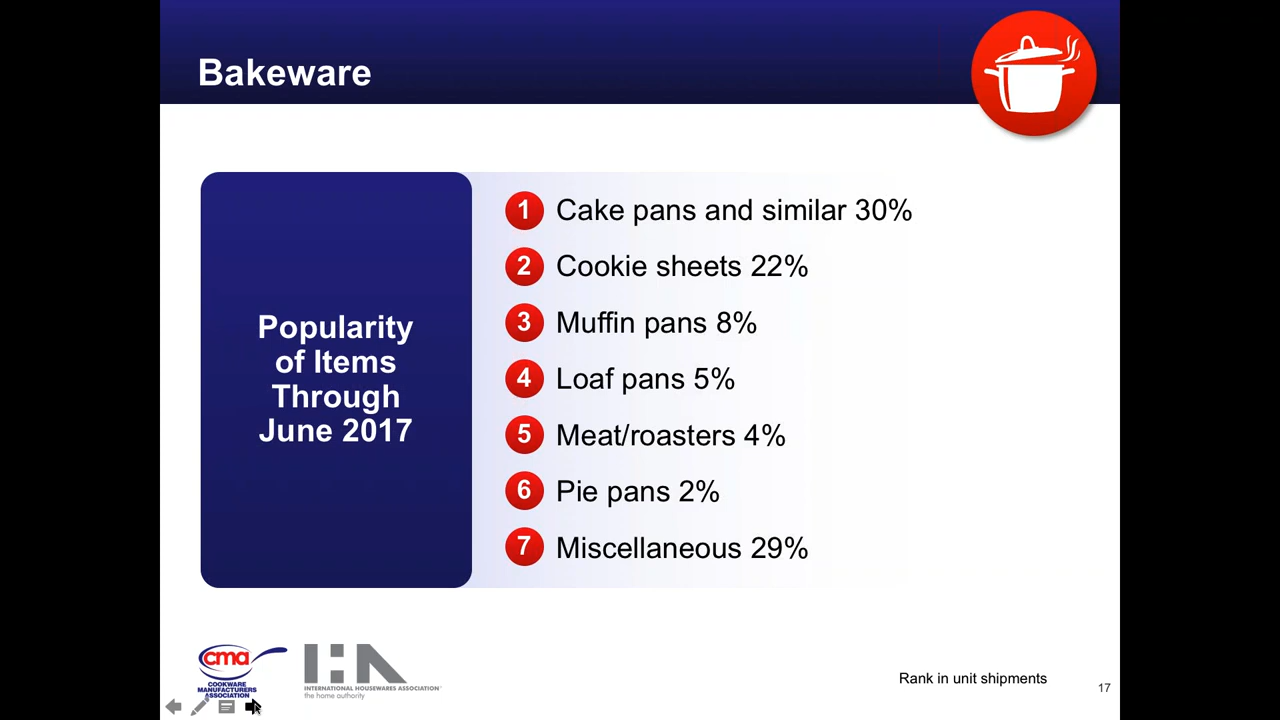 Bakeware
Popularity
of Items
Through
June 2017
1 Cake pans and similar 30%
2 Cookie sheets 22%
3 Muffin pans 8%
4 Loaf pans 5%
5 Meat/roasters 4%
6 Pie pans 2%
7 Miscellaneous 29%
cma
COOKWARE
MANUFACTURERS
ASSOCIATION
IHA
INTERNATIONAL HOUSEWARES ASSOCIATION
the home authority
Rank in unit shipments
17